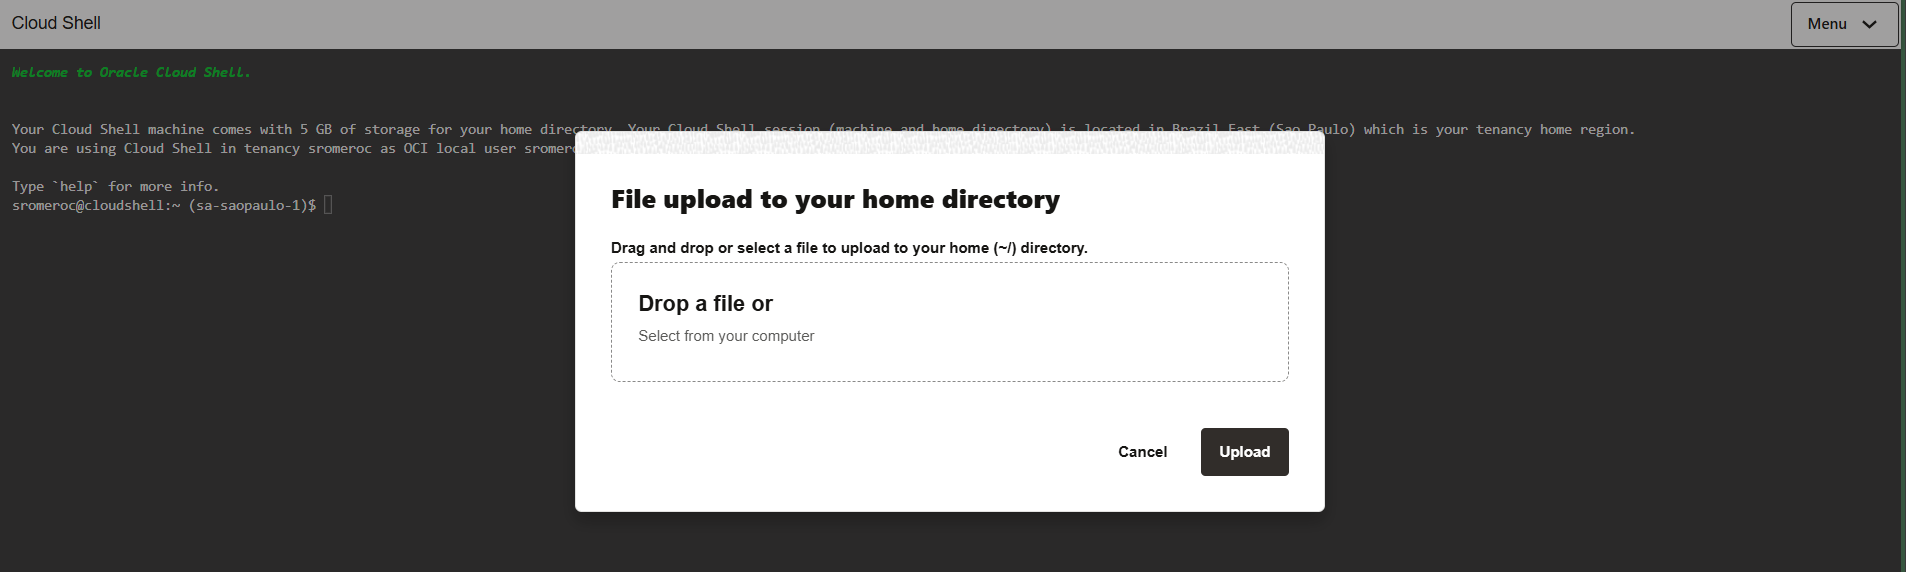 Cloud Shell
Menu
Welcome to Oracle Cloud Shell.
Your Cloud Shell machine comes with 5 GB of storage for your home directory. Your Cloud Shell session (machine and home directory) is located in Brazil East (Sao Paulo) which is your tenancy home region.
You are using Cloud Shell in tenancy sromeroc as OCI local user sromero
Type `help` for more info.
sromeroc@cloudshell:~ (sa-saopaulo-1)$
File upload to your home directory
Drag and drop or select a file to upload to your home (~/) directory.
Drop a file or
Select from your computer
Cancel
Upload